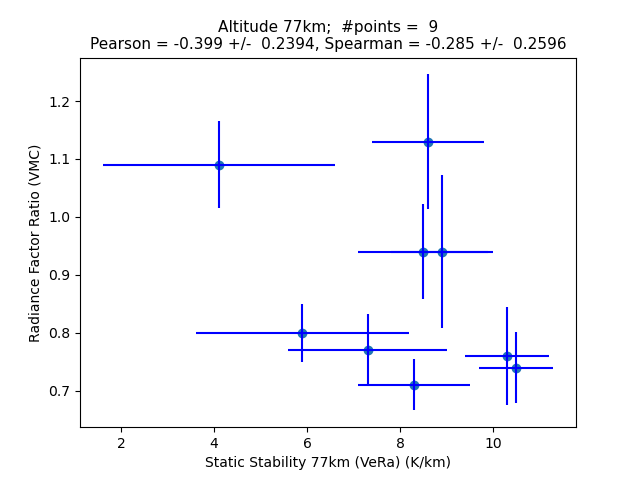 Altitude 77km;  #points =  9
Pearson = -0.399 +/-  0.2394, Spearman = -0.285 +/-  0.2596
1.2
1.1
1.0
0.9
0.8
0.7
Radiance Factor Ratio (VMC)
2
4
6
8
10
Static Stability 77km (VeRa) (K/km)